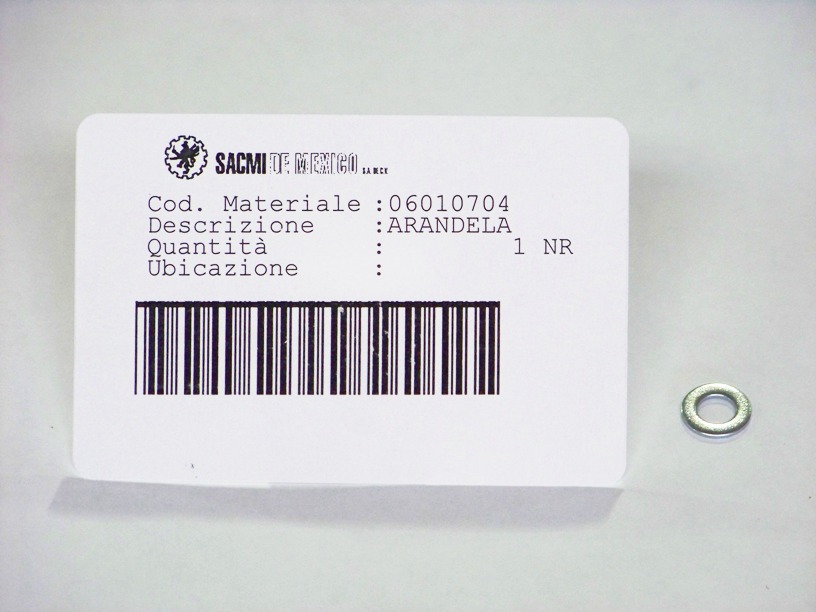 SACMI DE MEXICO S.A. DE C.V.
Cod. Materiale :06010704
Descrizione :ARANDELA
Quantità : 1 NR
Ubicazione :